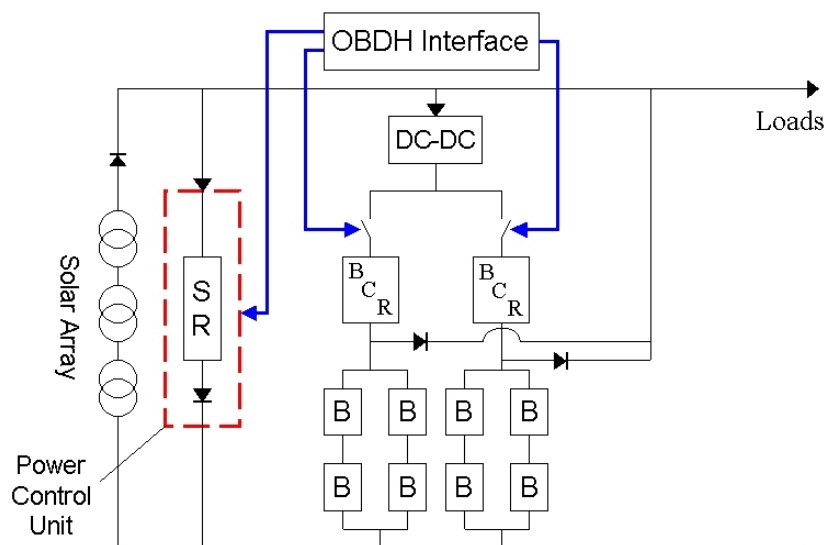 OBDH Interface
Loads
DC-DC
Solar Array
S
R
B
C
R
B
C
R
B
B
B
B
B
B
B
B
Power
Control
Unit